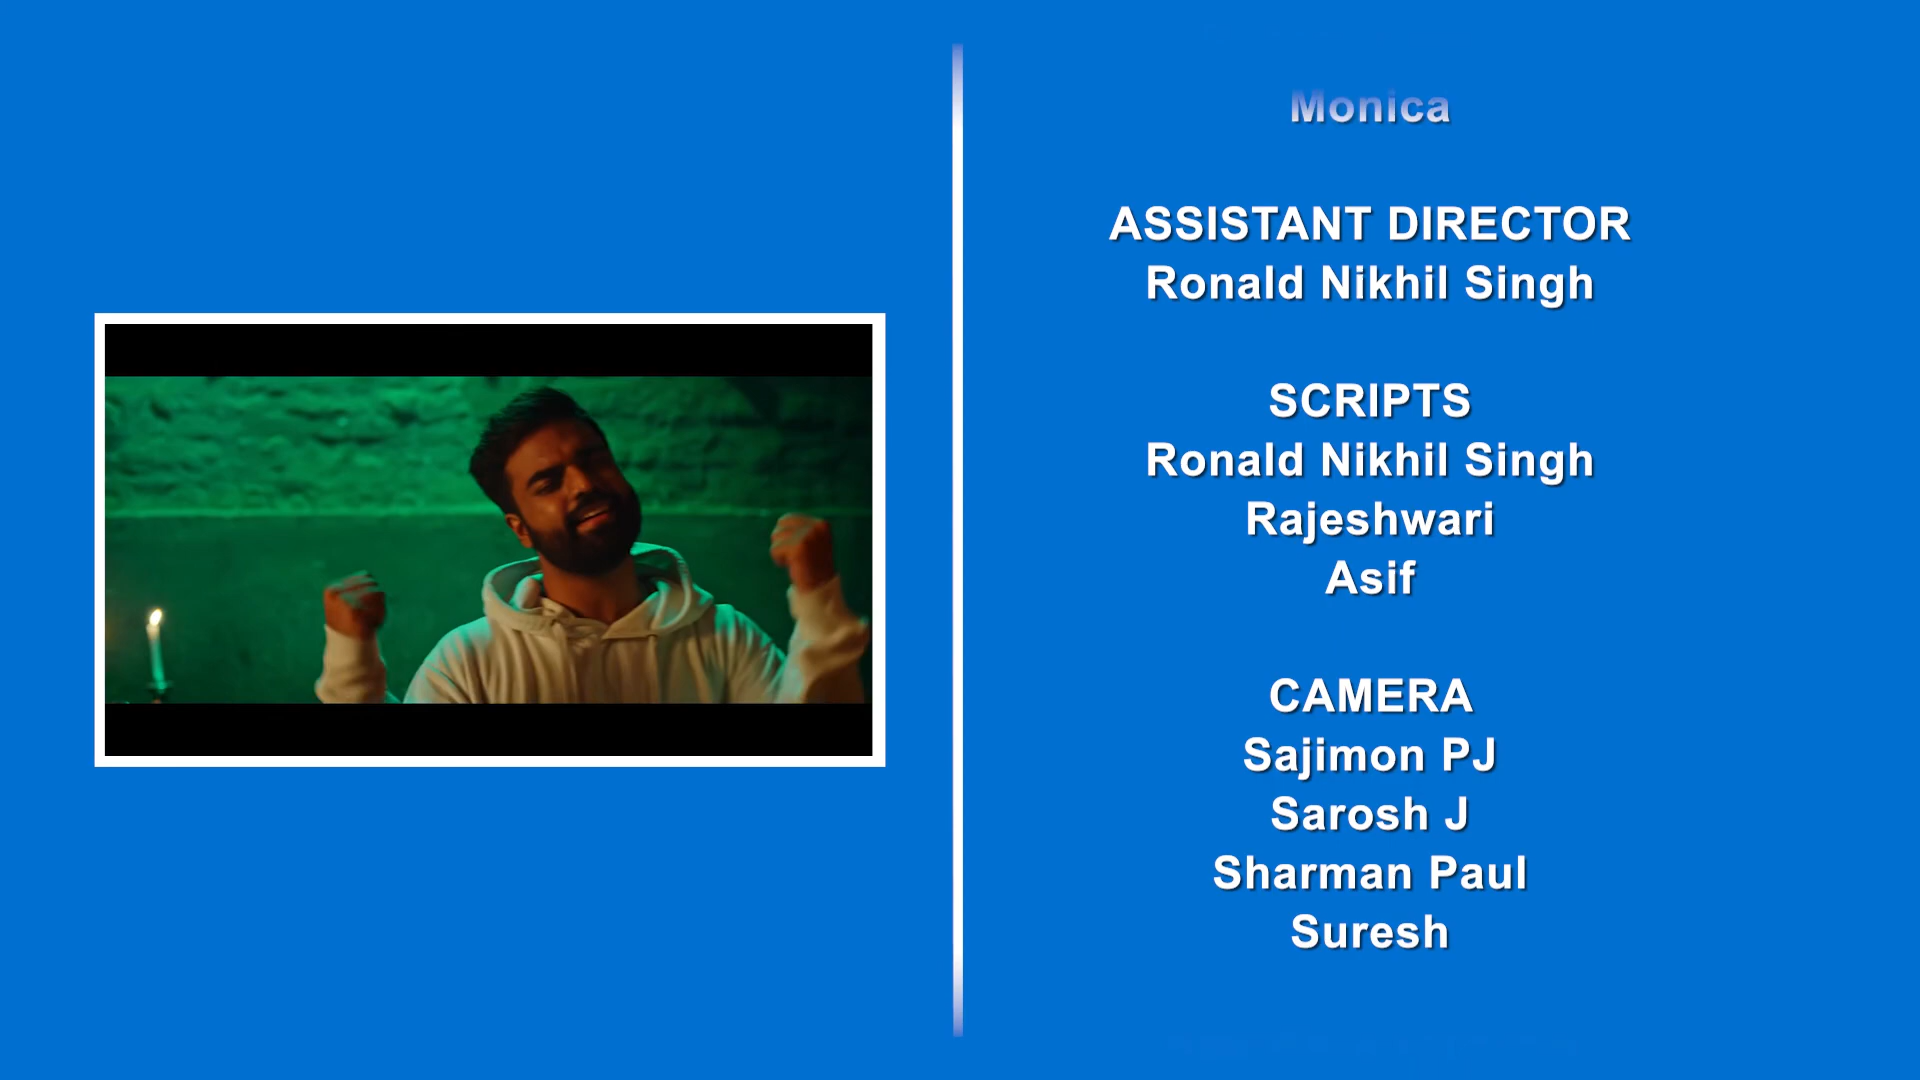 Monica
ASSISTANT DIRECTOR
Ronald Nikhil Singh
SCRIPTS
Ronald Nikhil Singh
Rajeshwari
Asif
CAMERA
Sajimon PJ
Sarosh J
Sharman Paul
Suresh